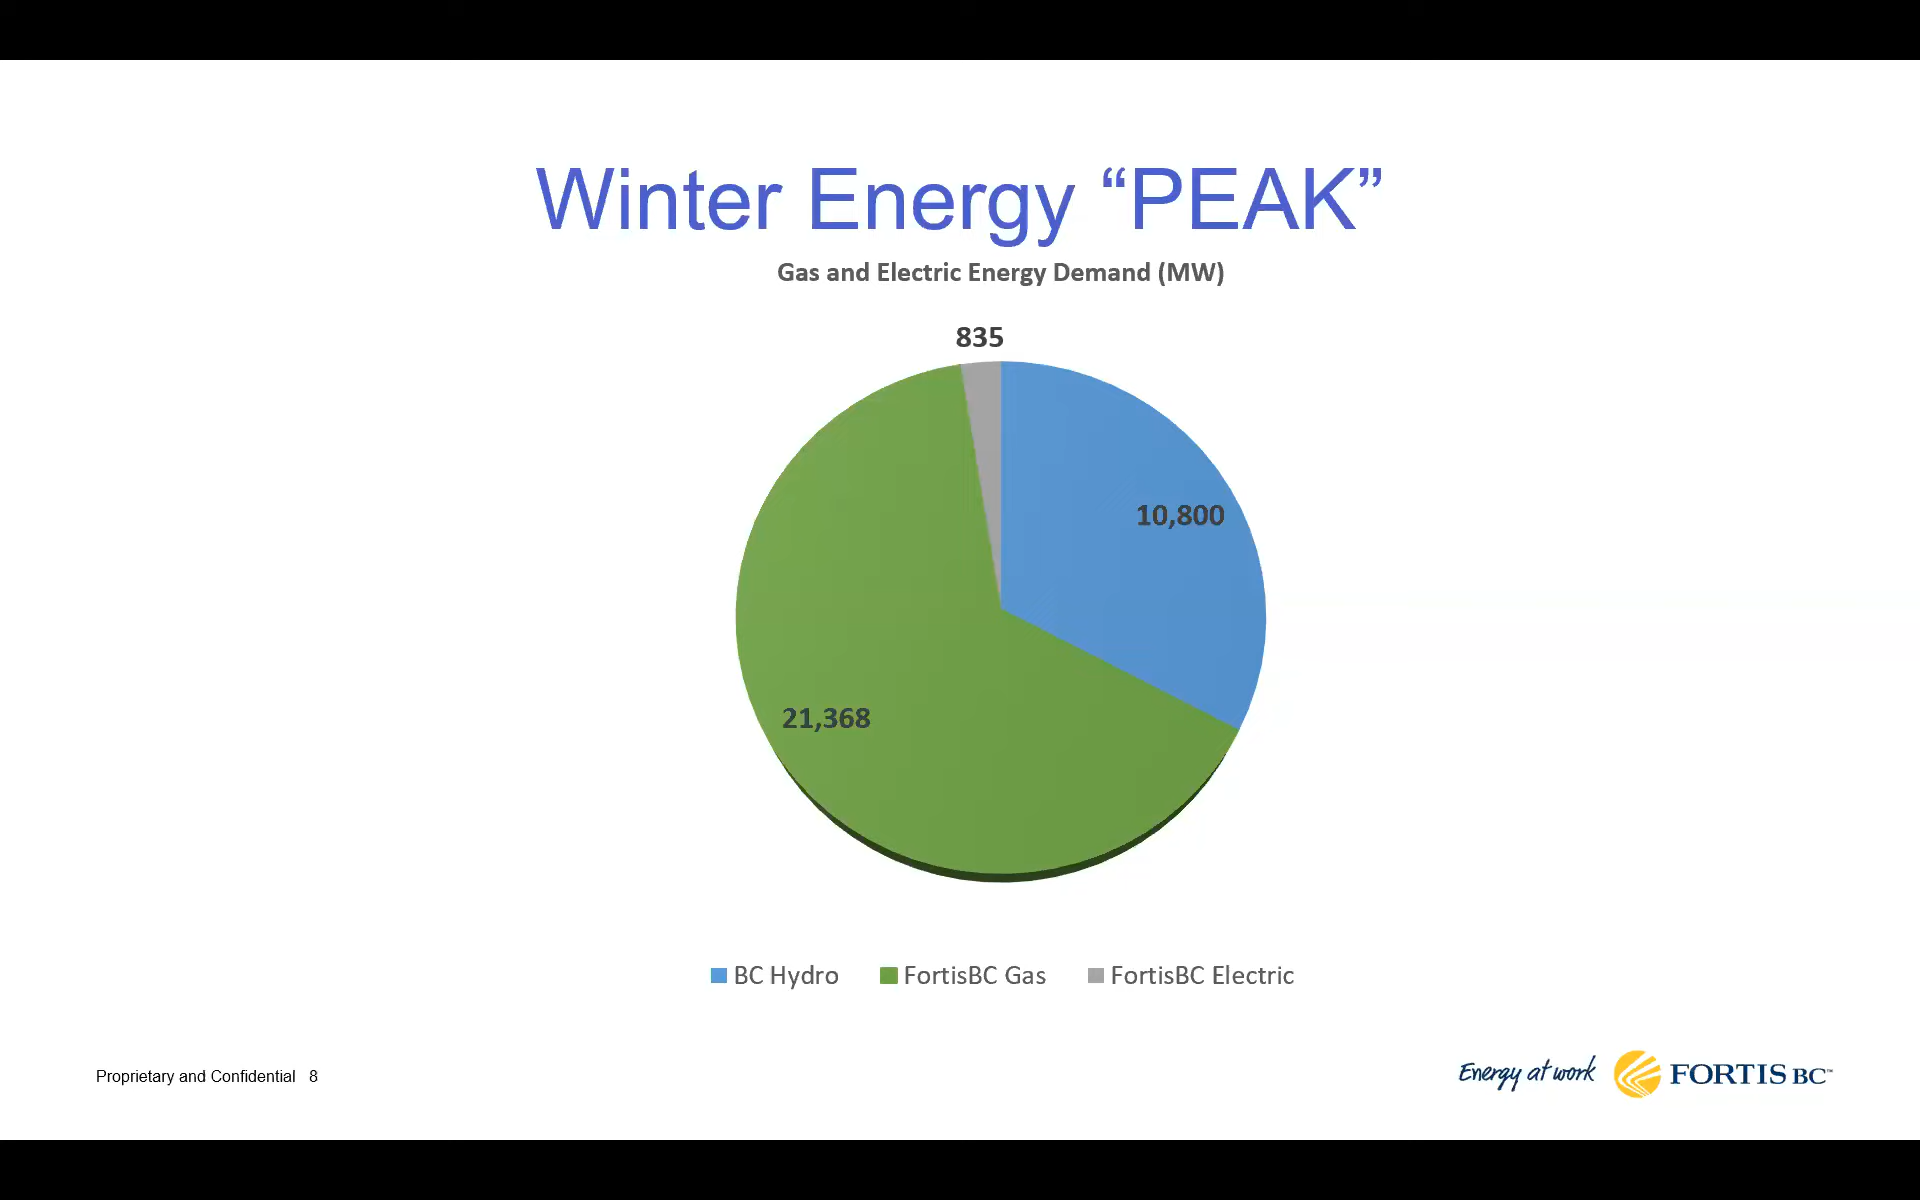 Winter Energy “PEAK”
Gas and Electric Energy Demand (MW)
835
10,800
21,368
BC Hydro FortisBC Gas FortisBC Electric
Proprietary and Confidential 8
Energy at work FORTIS BC™